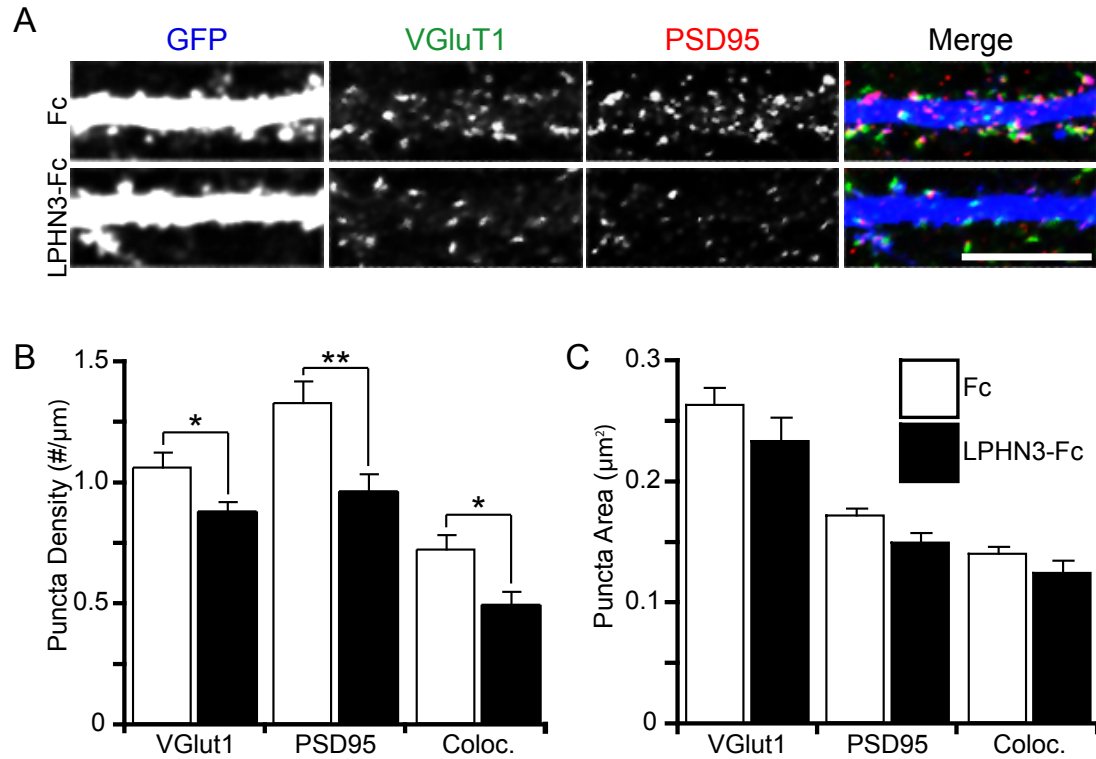 A
GFP VGluT1 PSD95 Merge
Fc
LPHN3-Fc
B
Puncta Density (#/μm)
1.5
1.0
0.5
0
* ** *
VGlut1 PSD95 Coloc.
C
Puncta Area (μm²)
0.3
0.2
0.1
0
Fc
LPHN3-Fc
VGlut1 PSD95 Coloc.